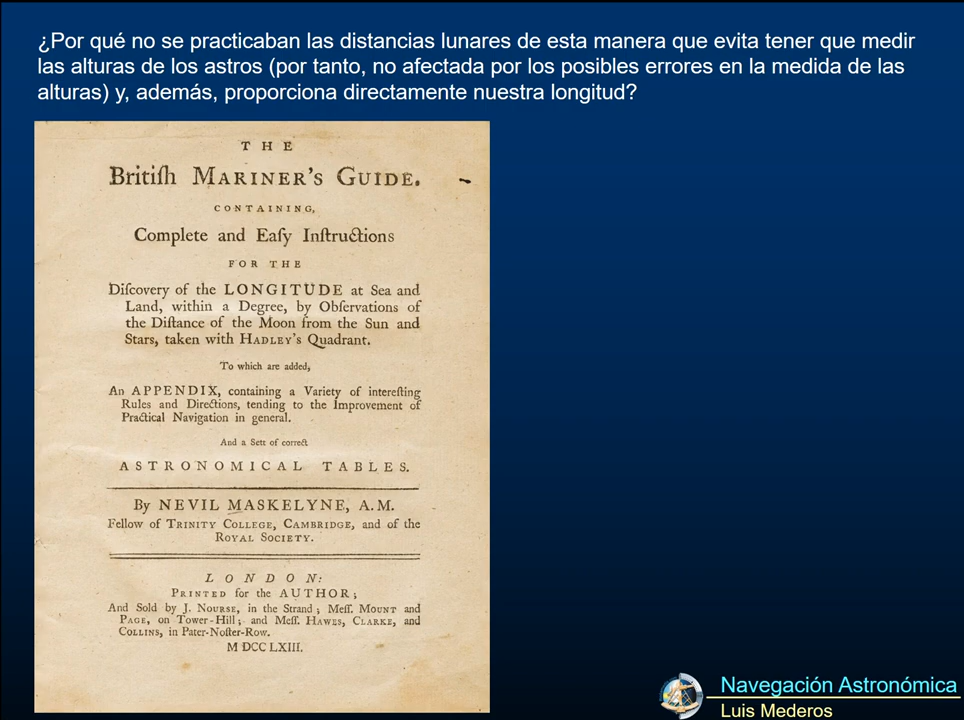 ¿Por qué no se practicaban las distancias lunares de esta manera que evita tener que medir
las alturas de los astros (por tanto, no afectada por los posibles errores en la medida de las
alturas) y, además, proporciona directamente nuestra longitud?
THE
Britiſh MARINER'S GUIDE.
CONTAINING,
Complete and Eaſy Inſtructions
FOR THE
Diſcovery of the LONGITUDE at Sea and
Land, within a Degree, by Obſervations of
the Diſtance of the Moon from the Sun and
Stars, taken with HADLEY's Quadrant.
To which are added,
An APPENDIX, containing a Variety of intereſting
Rules and Directions, tending to the Improvement of
Practical Navigation in general.
And a Sett of correct
ASTRONOMICAL TABLES.
By NEVIL MASKELYNE, A.M.
Fellow of TRINITY COLLEGE, CAMBRIDGE, and of the
ROYAL SOCIETY.
LONDON:
PRINTED for the AUTHOR;
And Sold by J. NOURSE, in the Strand; Meſſ. MOUNT and
PAGE, on Tower-Hill; and Meſſ. HAWES, CLARKE, and
COLLINS, in Pater-Noſter-Row.
M DCC LXIII.
Navegación Astronómica
Luis Mederos